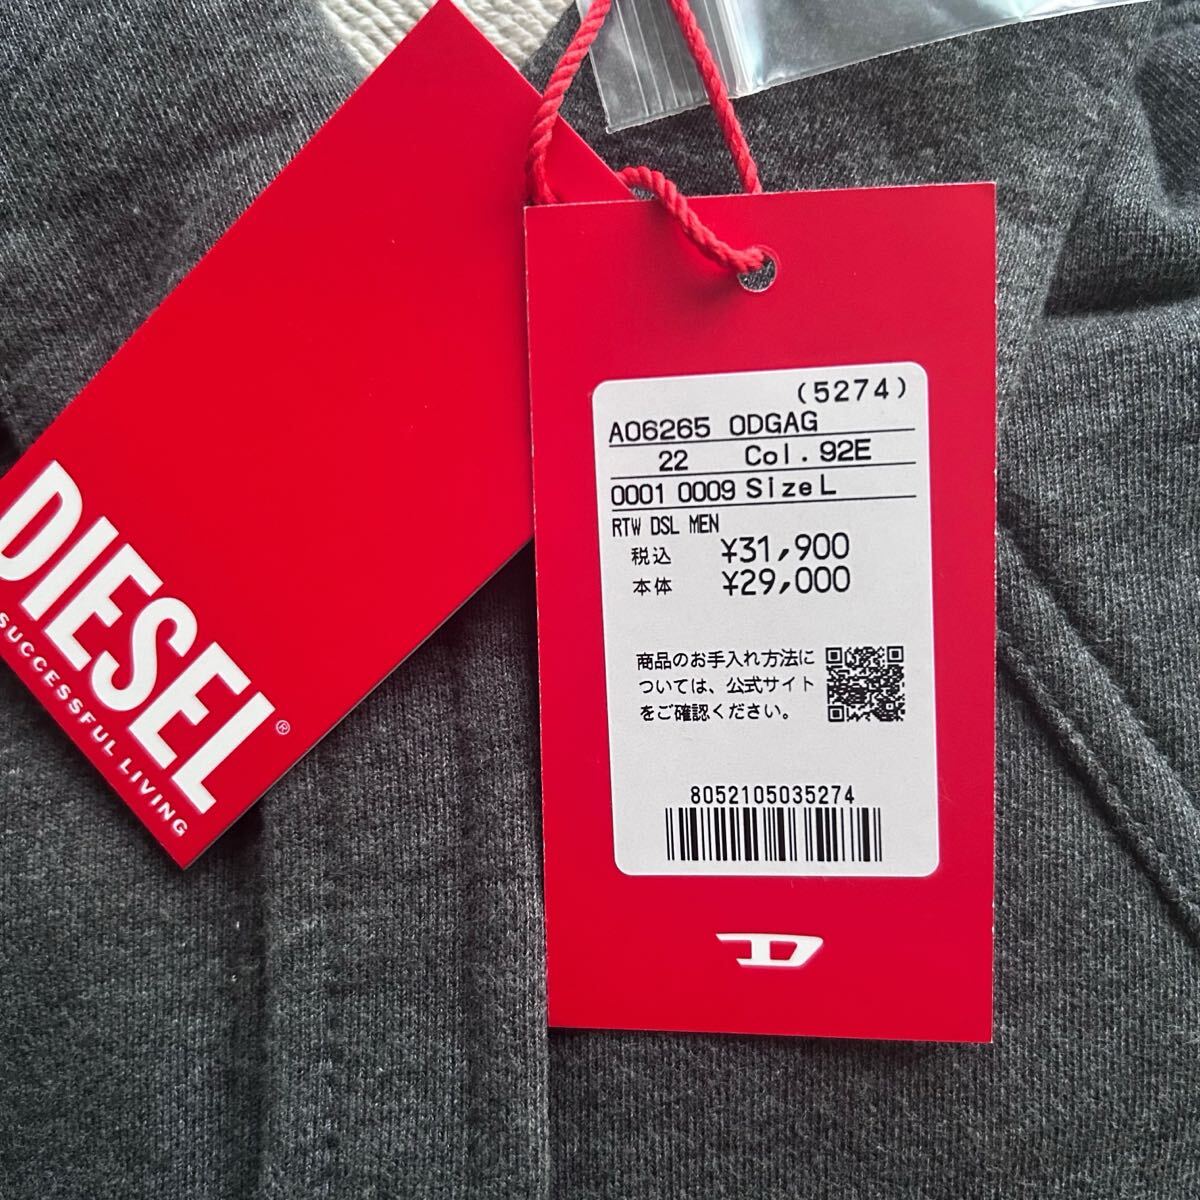 DIESEL®
SUCCESSFUL LIVING
(5274)
A06265 0DGAG
22 Col.92E
0001 0009 Size L
RTW DSL MEN
税込 ¥31,900
本体 ¥29,000
商品のお手入れ方法に
ついては、公式サイト
をご確認ください。
8052105035274
D